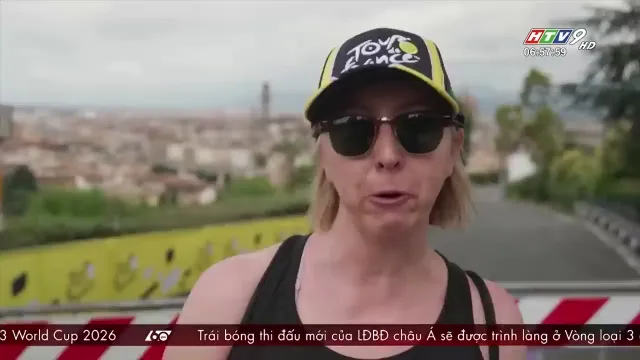 HTV9 HD
06:57:59
TOUR
de
france
3 World Cup 2026 60 Trái bóng thi đấu mới của LĐBĐ châu Á sẽ được trình làng ở Vòng loại 3